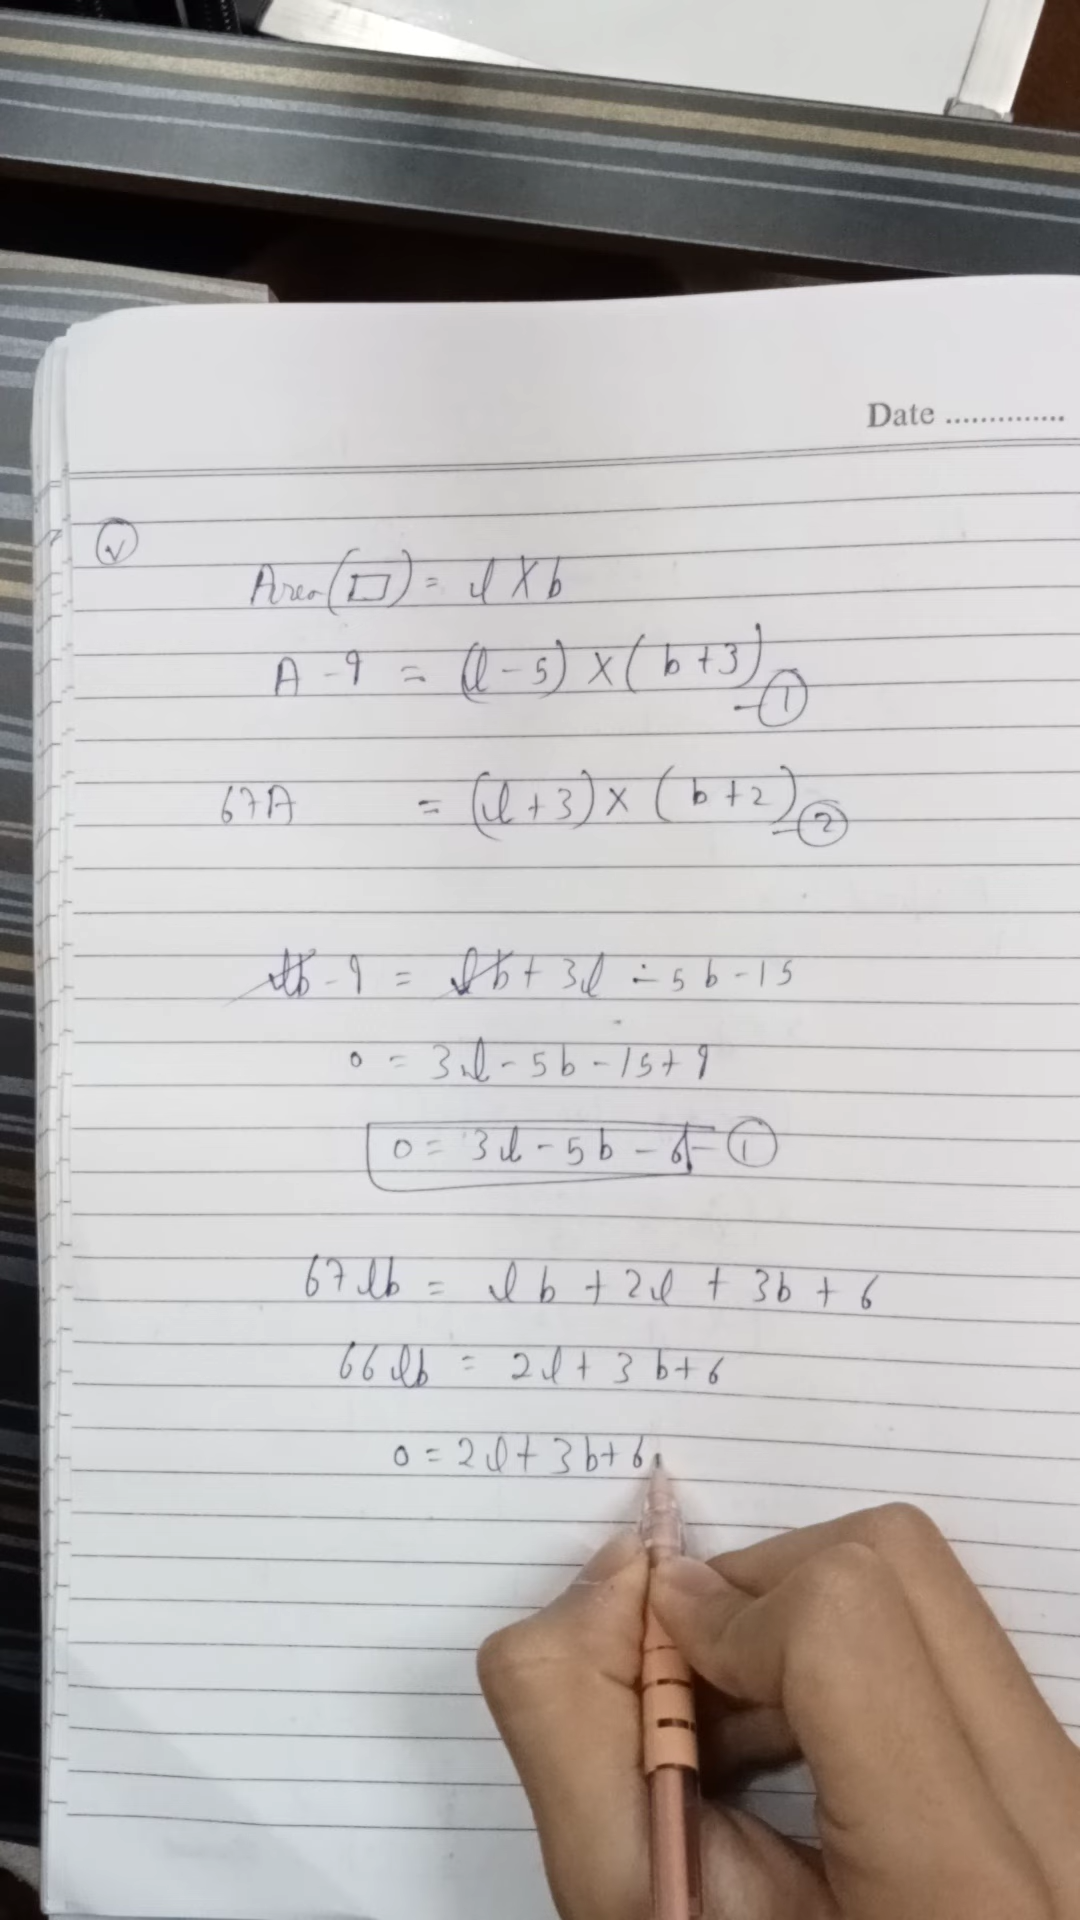 Date ..............
(v)
Area(▭) = l × b
A - 9 = (l - 5) × (b + 3) - ①
67A = (l + 3) × (b + 2) - ②
lb - 9 = lb + 3l - 5b - 15
0 = 3l - 5b - 15 + 9
0 = 3l - 5b - 6 - ①
67lb = lb + 2l + 3b + 6
66lb = 2l + 3b + 6
0 = 2l + 3b + 6